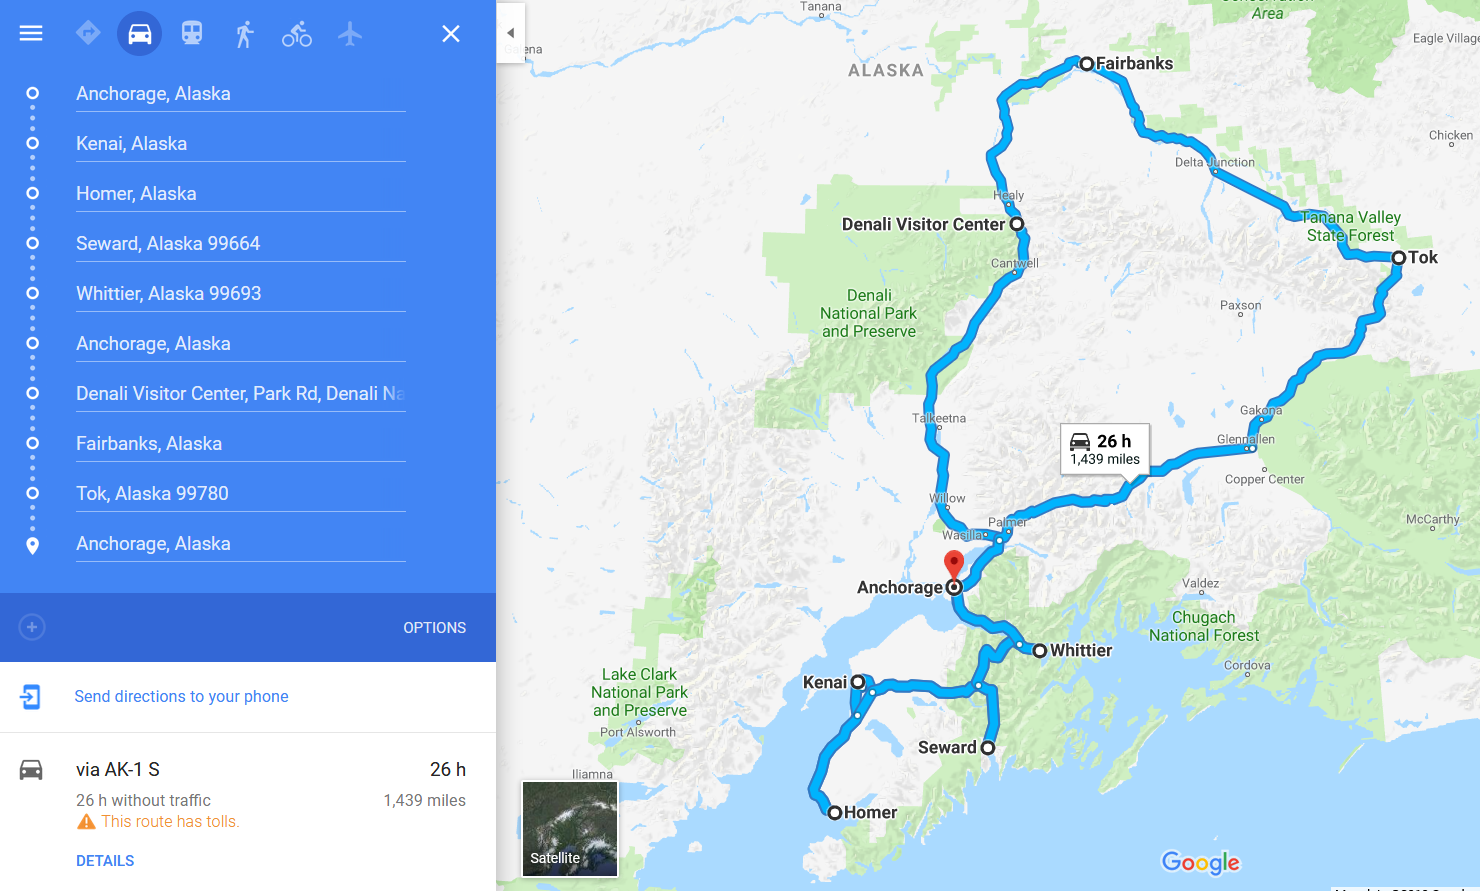 Anchorage, Alaska
Kenai, Alaska
Homer, Alaska
Seward, Alaska 99664
Whittier, Alaska 99693
Anchorage, Alaska
Denali Visitor Center, Park Rd, Denali Na
Fairbanks, Alaska
Tok, Alaska 99780
Anchorage, Alaska
OPTIONS
Send directions to your phone
via AK-1 S
26 h
26 h without traffic
1,439 miles
This route has tolls.
DETAILS
Tanana
Area
Eagle Village
ena
ALASKA
Fairbanks
Chicken
Delta Junction
Healy
Denali Visitor Center
Tanana Valley
State Forest
Cantwell
Tok
Denali
National Park
and Preserve
Paxson
Talkeetna
Gakona
26 h
1,439 miles
Glennallen
Copper Center
Willow
Palmer
McCarthy
Wasilla
Anchorage
Valdez
Chugach
National Forest
Whittier
Cordova
Lake Clark
National Park
and Preserve
Kenai
Port Alsworth
Seward
Iliamna
Homer
Satellite
Google